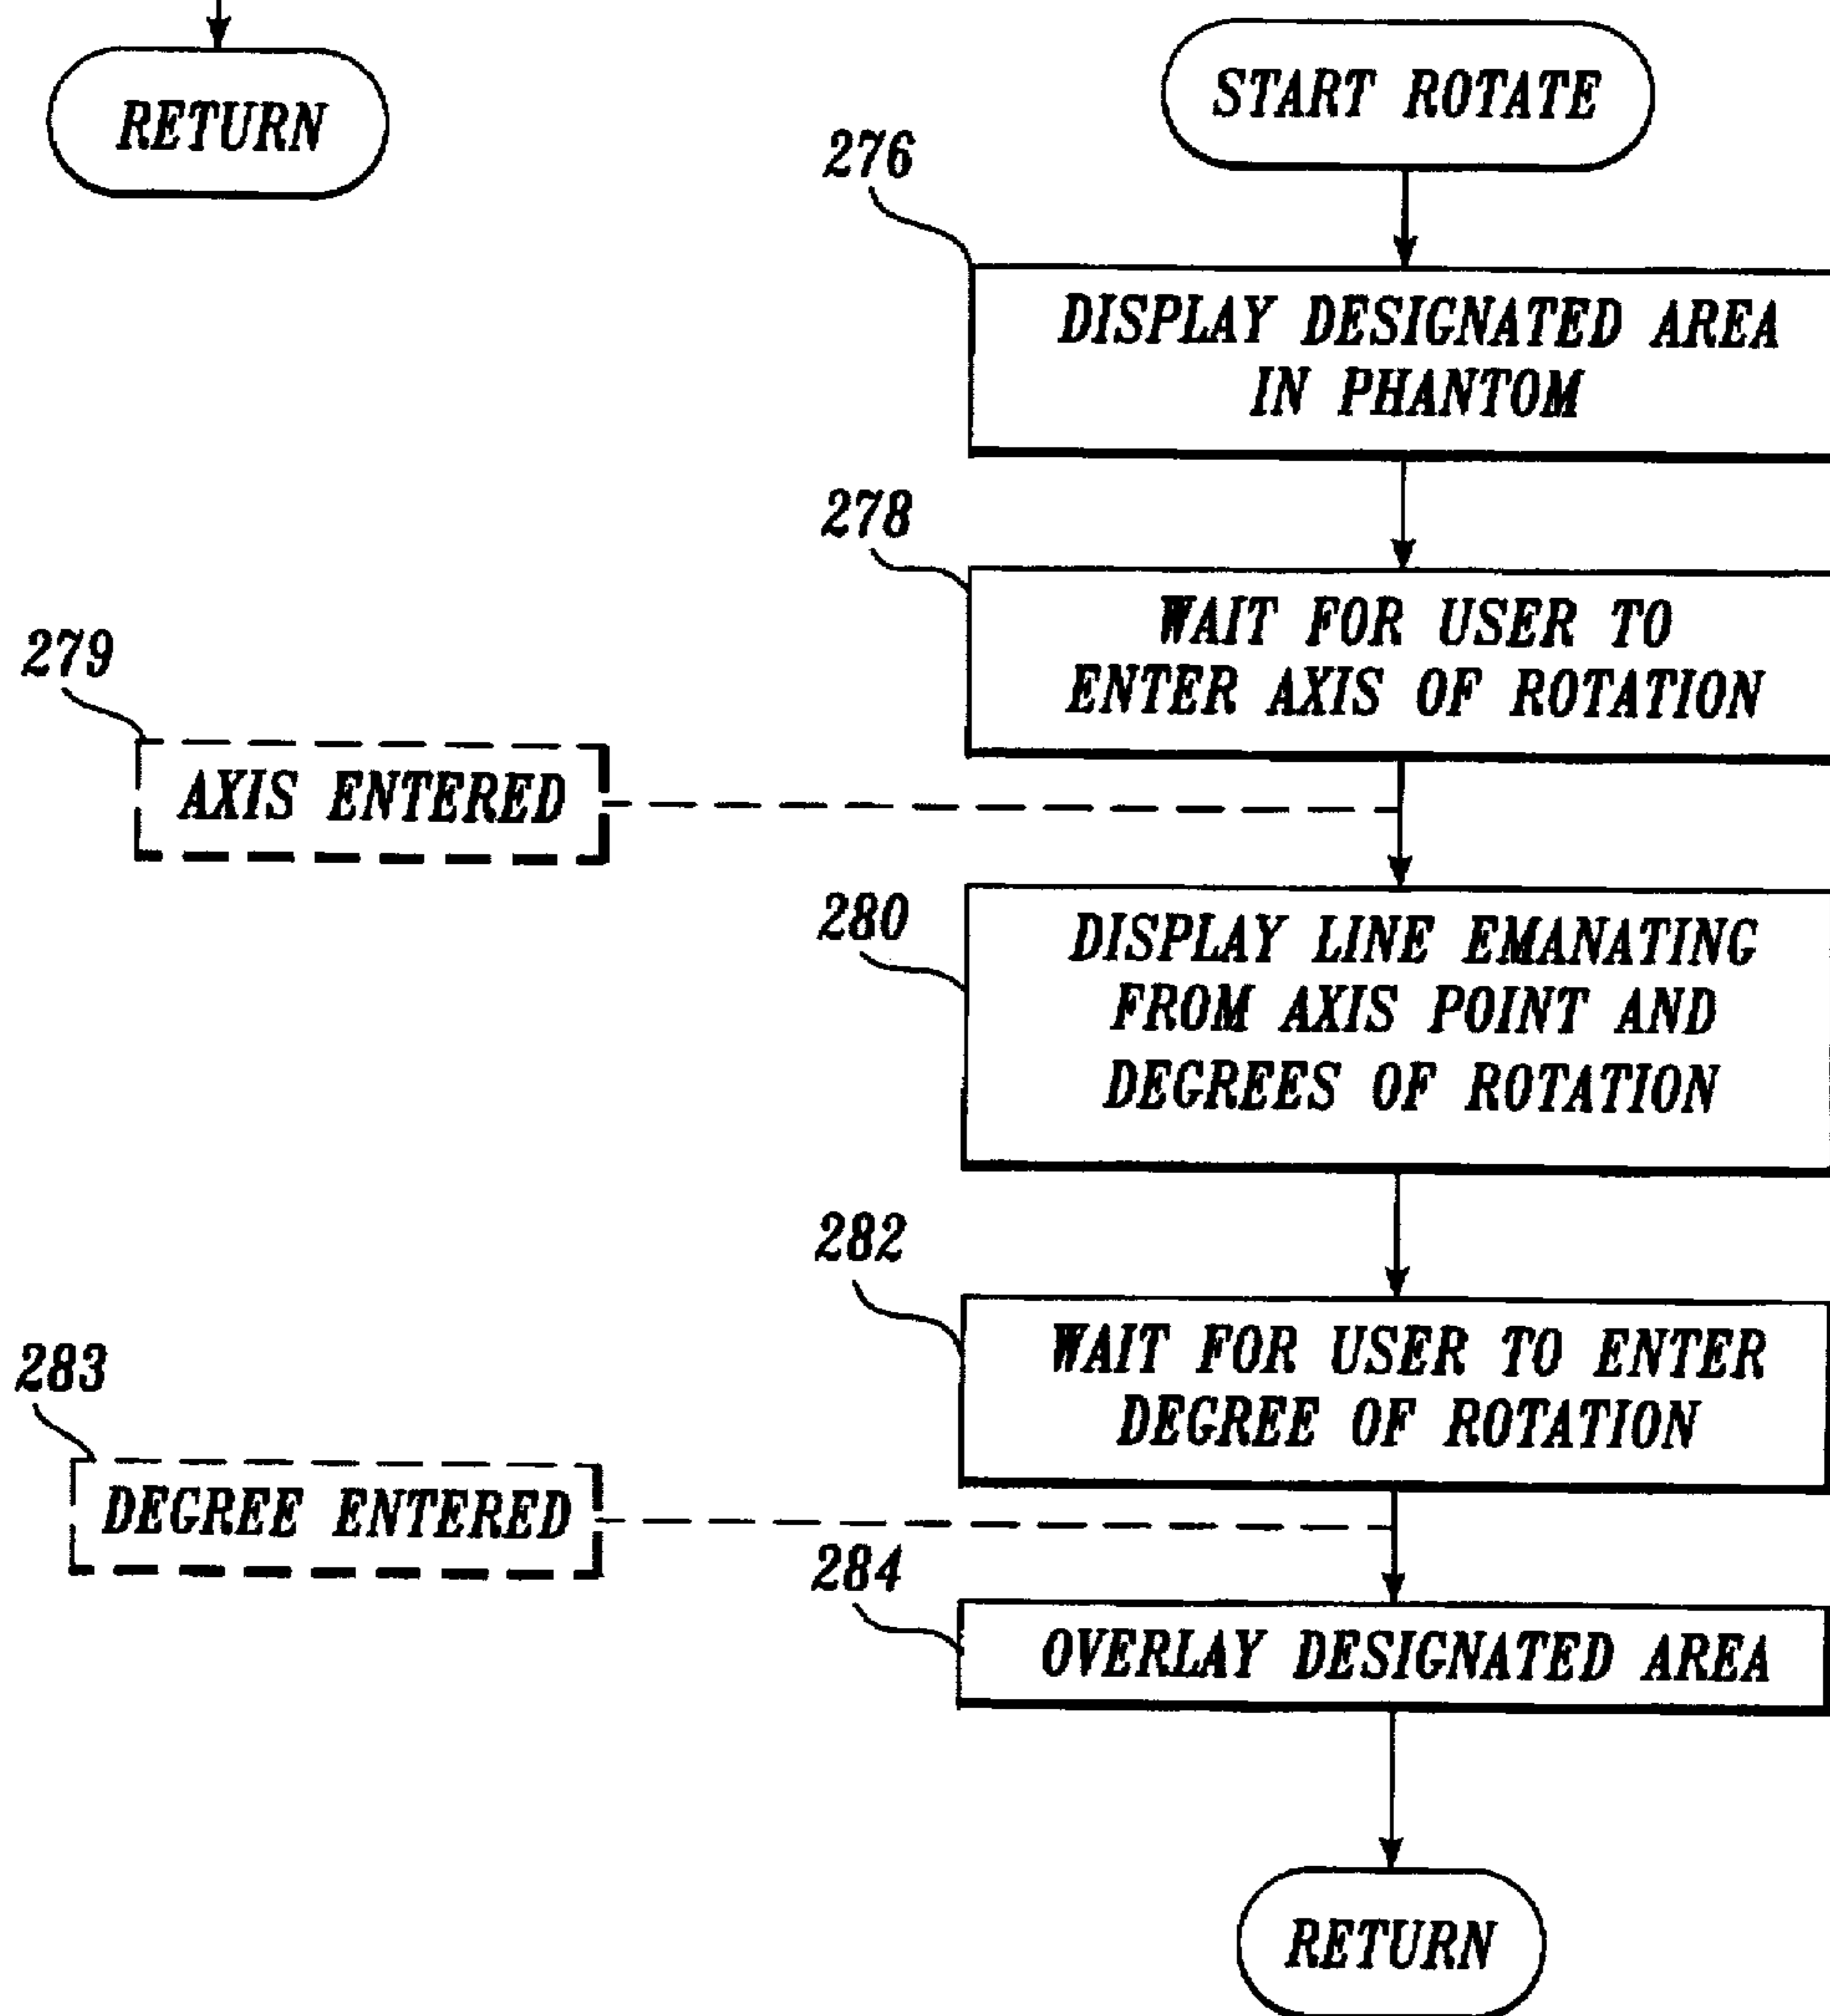 RETURN
START ROTATE
276
DISPLAY DESIGNATED AREA
IN PHANTOM
278
WAIT FOR USER TO
ENTER AXIS OF ROTATION
279
AXIS ENTERED
280
DISPLAY LINE EMANATING
FROM AXIS POINT AND
DEGREES OF ROTATION
282
WAIT FOR USER TO ENTER
DEGREE OF ROTATION
283
DEGREE ENTERED
284
OVERLAY DESIGNATED AREA
RETURN